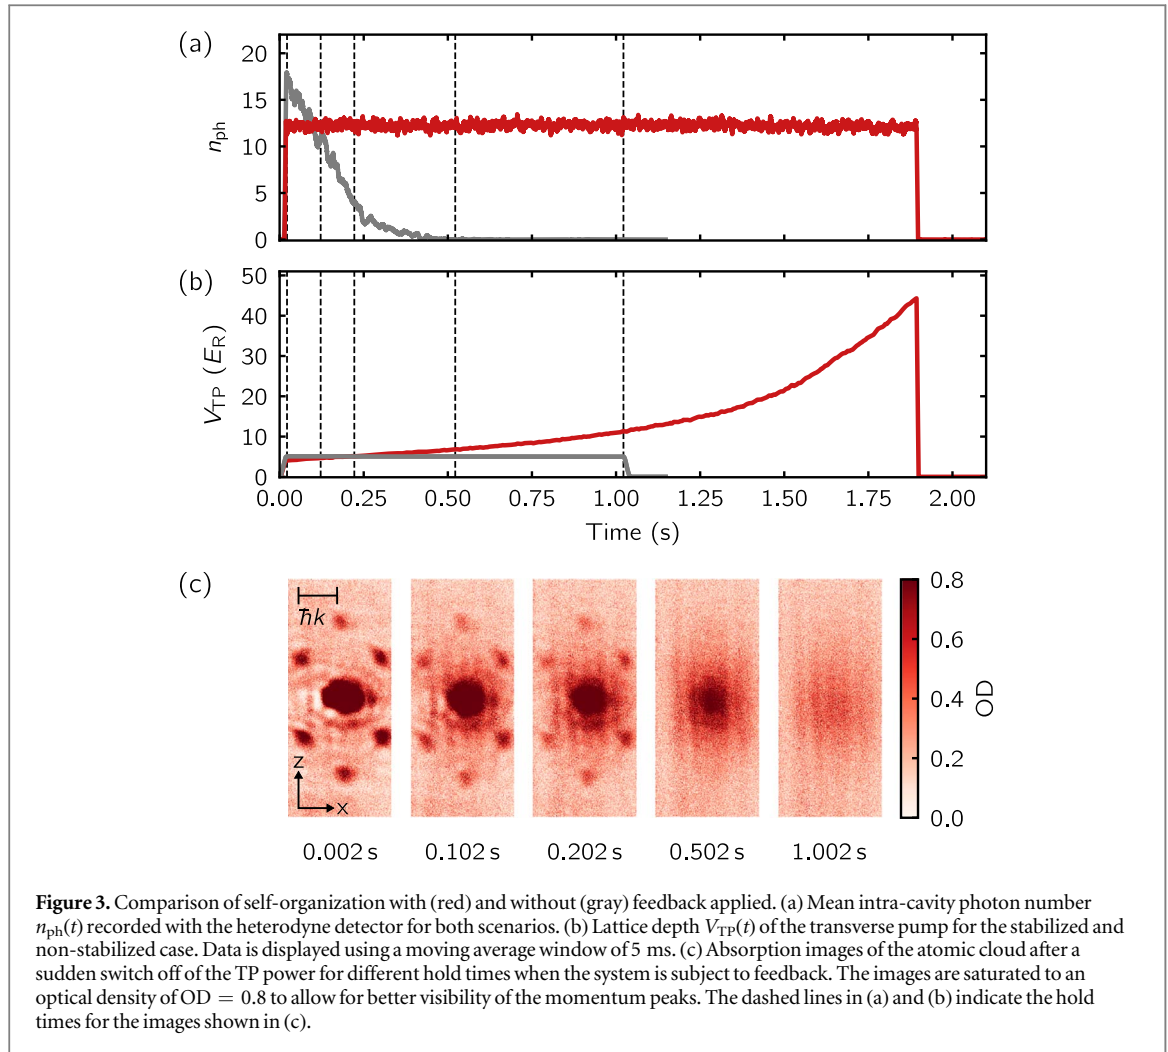 (a)
20
15
10
5
0
n_ph
(b)
50
40
30
20
10
0
V_TP (E_R)
0.00 0.25 0.50 0.75 1.00 1.25 1.50 1.75 2.00
Time (s)
(c)
ħk
z
x
0.8
0.6
0.4
0.2
0.0
OD
0.002 s 0.102 s 0.202 s 0.502 s 1.002 s
Figure 3. Comparison of self-organization with (red) and without (gray) feedback applied. (a) Mean intra-cavity photon number
n_ph(t) recorded with the heterodyne detector for both scenarios. (b) Lattice depth V_TP(t) of the transverse pump for the stabilized and
non-stabilized case. Data is displayed using a moving average window of 5 ms. (c) Absorption images of the atomic cloud after a
sudden switch off of the TP power for different hold times when the system is subject to feedback. The images are saturated to an
optical density of OD = 0.8 to allow for better visibility of the momentum peaks. The dashed lines in (a) and (b) indicate the hold
times for the images shown in (c).